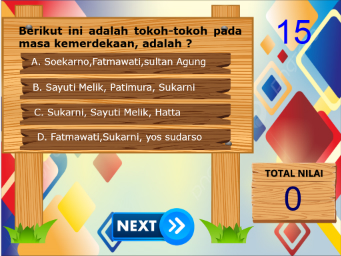 Berikut ini adalah tokoh-tokoh pada
masa kemerdekaan, adalah ?
15
A. Soekarno,Fatmawati,sultan Agung
B. Sayuti Melik, Patimura, Sukarni
C. Sukarni, Sayuti Melik, Hatta
D. Fatmawati,Sukarni, yos sudarso
TOTAL NILAI
0
NEXT